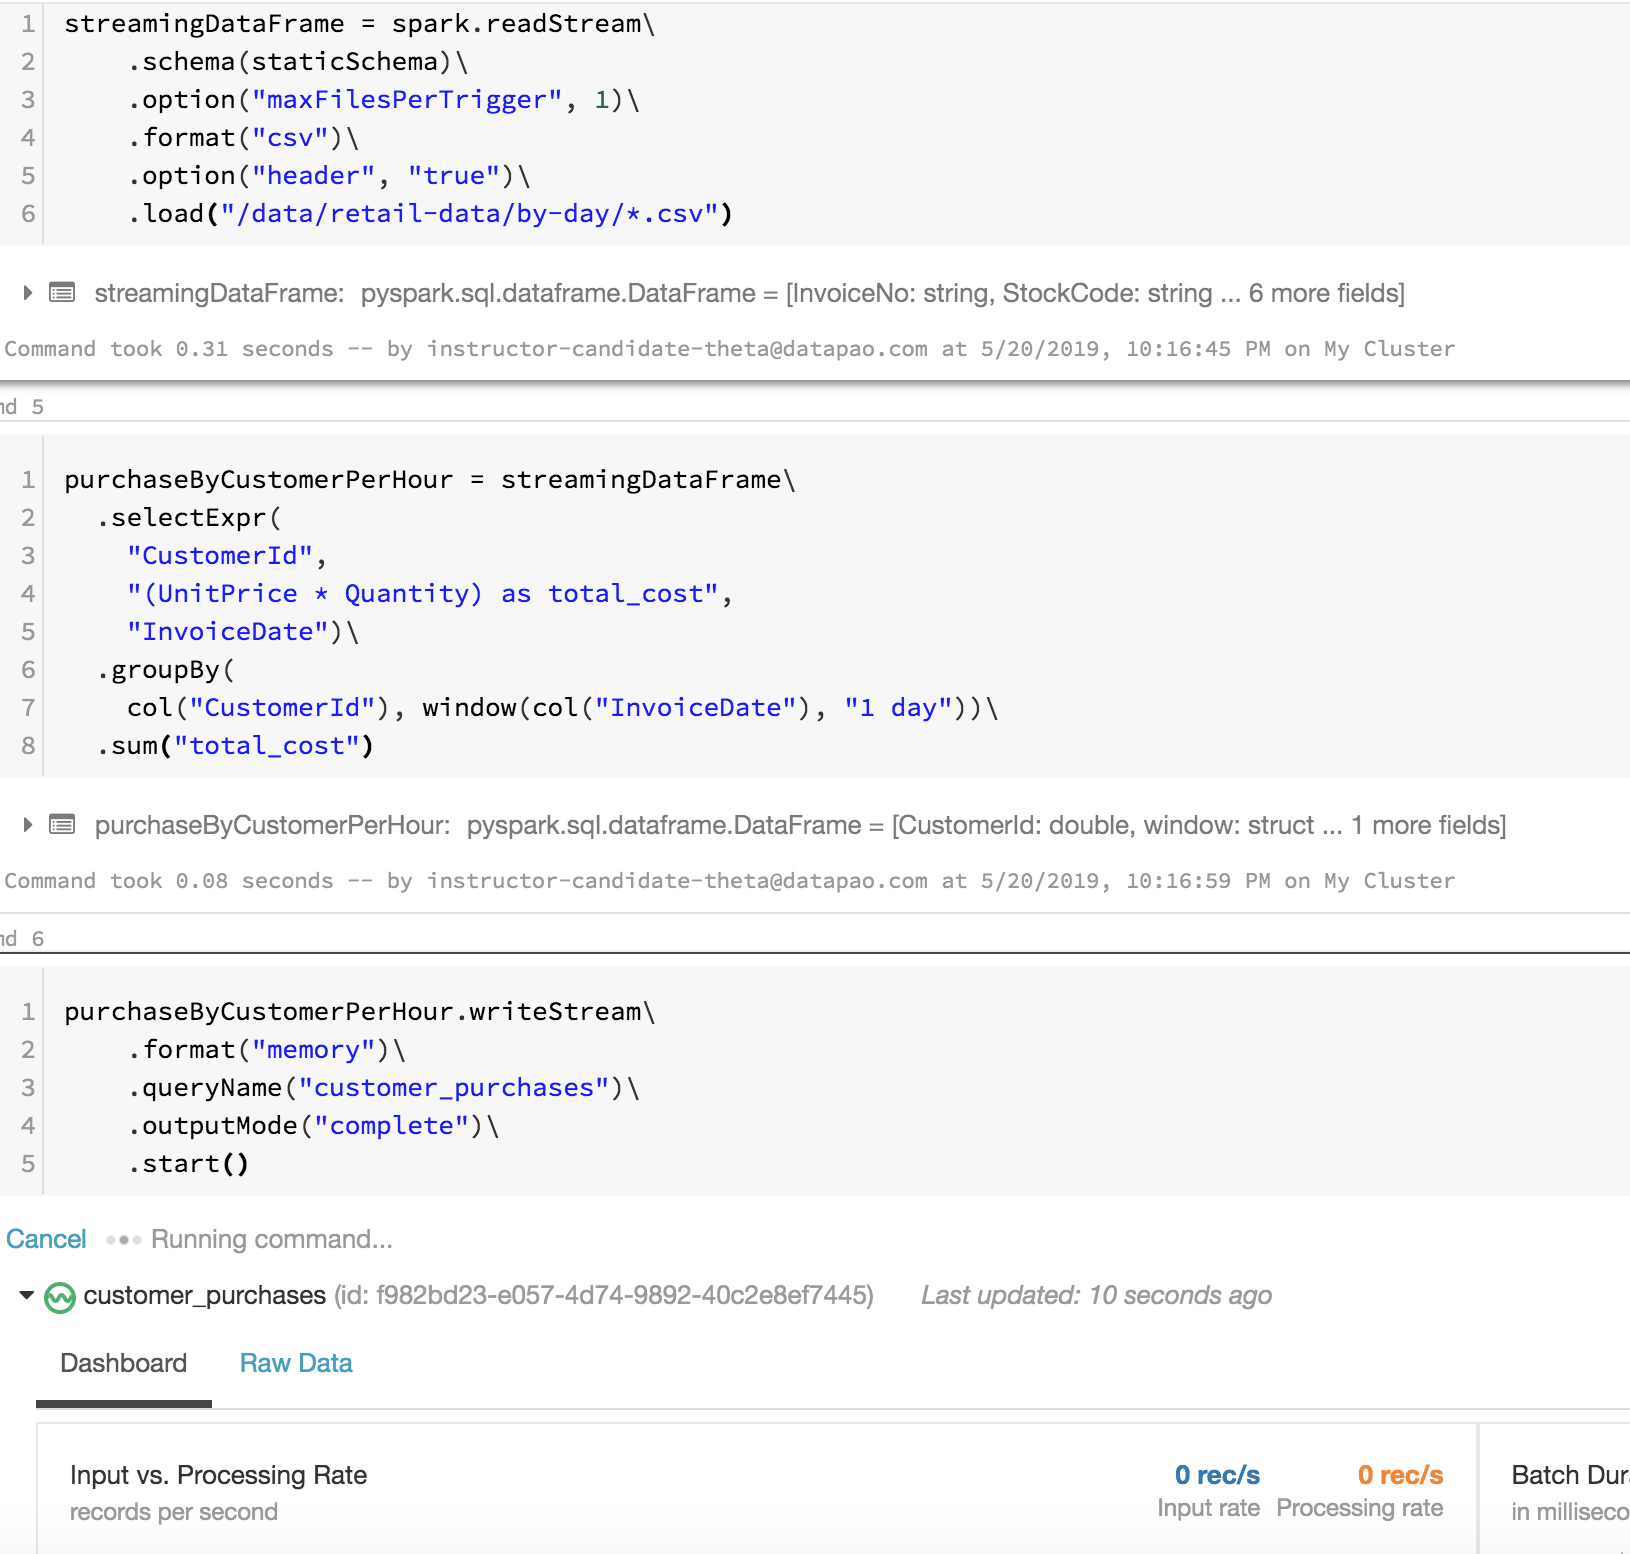 1 streamingDataFrame = spark.readStream\
2     .schema(staticSchema)\
3     .option("maxFilesPerTrigger", 1)\
4     .format("csv")\
5     .option("header", "true")\
6     .load("/data/retail-data/by-day/*.csv")
streamingDataFrame: pyspark.sql.dataframe.DataFrame = [InvoiceNo: string, StockCode: string ... 6 more fields]
Command took 0.31 seconds -- by instructor-candidate-theta@datapao.com at 5/20/2019, 10:16:45 PM on My Cluster
md 5
1 purchaseByCustomerPerHour = streamingDataFrame\
2   .selectExpr(
3     "CustomerId",
4     "(UnitPrice * Quantity) as total_cost",
5     "InvoiceDate")\
6   .groupBy(
7     col("CustomerId"), window(col("InvoiceDate"), "1 day"))\
8   .sum("total_cost")
purchaseByCustomerPerHour: pyspark.sql.dataframe.DataFrame = [CustomerId: double, window: struct ... 1 more fields]
Command took 0.08 seconds -- by instructor-candidate-theta@datapao.com at 5/20/2019, 10:16:59 PM on My Cluster
md 6
1 purchaseByCustomerPerHour.writeStream\
2     .format("memory")\
3     .queryName("customer_purchases")\
4     .outputMode("complete")\
5     .start()
Cancel Running command...
customer_purchases (id: f982bd23-e057-4d74-9892-40c2e8ef7445) Last updated: 10 seconds ago
Dashboard Raw Data
Input vs. Processing Rate 0 rec/s 0 rec/s Batch Dur
records per second Input rate Processing rate in milliseco